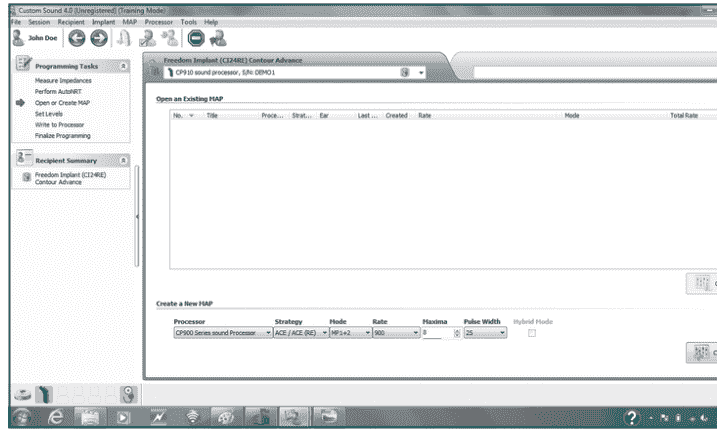 Custom Sound 4.0 (Unregistered) (Training Mode)
File Session Recipient Implant MAP Processor Tools Help
John Doe
Programming Tasks
Measure Impedances
Perform AutoNRT
Open or Create MAP
Set Levels
Write to Processor
Finalize Programming
Recipient Summary
Freedom Implant (CI24RE)
Contour Advance
Freedom Implant (CI24RE) Contour Advance
CP910 sound processor, S/N: DEMO1
Open an Existing MAP
No. Title Proce... Strat... Ear Last ... Created Rate Mode Total Rate
Create a New MAP
Processor Strategy Mode Rate Maxima Pulse Width Hybrid Mode
CP900 Series sound Processor ACE / ACE (RE) MP1+2 900 8 25